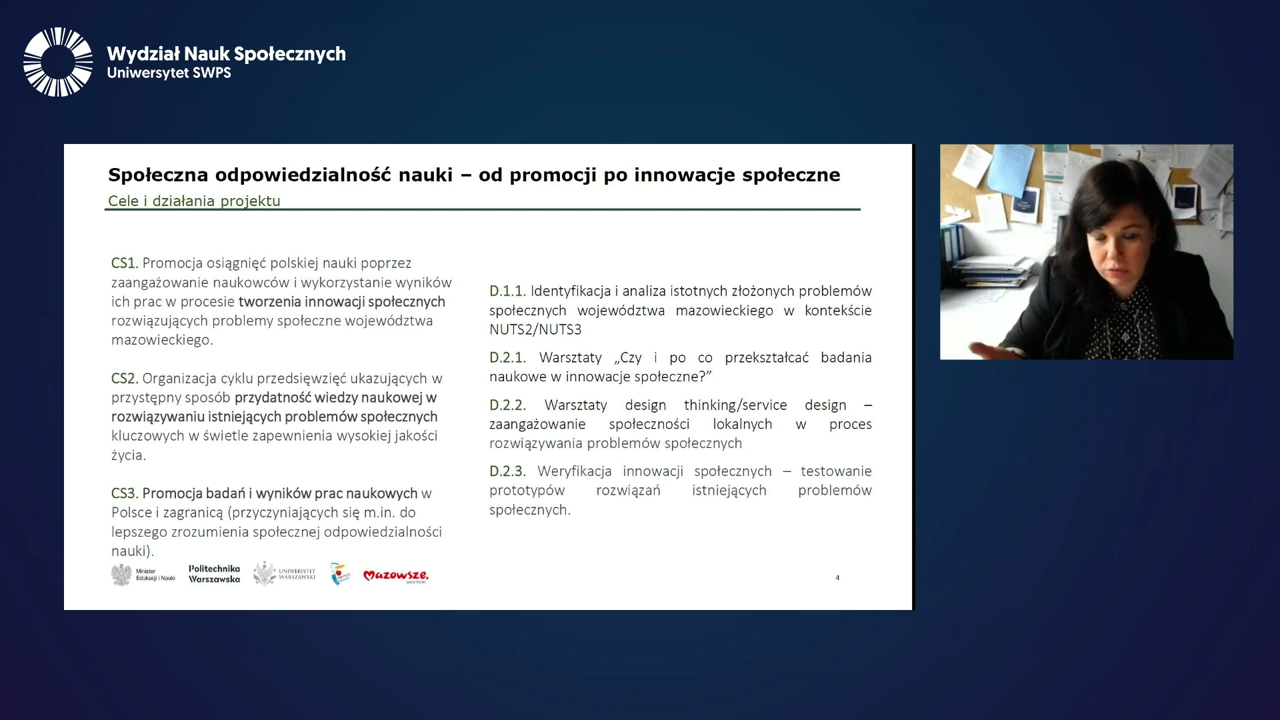 Wydział Nauk Społecznych
Uniwersytet SWPS
Społeczna odpowiedzialność nauki – od promocji po innowacje społeczne
Cele i działania projektu
CS1. Promocja osiągnięć polskiej nauki poprzez
zaangażowanie naukowców i wykorzystanie wyników
ich prac w procesie tworzenia innowacji społecznych
rozwiązujących problemy społeczne województwa
mazowieckiego.
CS2. Organizacja cyklu przedsięwzięć ukazujących w
przystępny sposób przydatność wiedzy naukowej w
rozwiązywaniu istniejących problemów społecznych
kluczowych w świetle zapewnienia wysokiej jakości
życia.
CS3. Promocja badań i wyników prac naukowych w
Polsce i zagranicą (przyczyniających się m.in. do
lepszego zrozumienia społecznej odpowiedzialności
nauki).
D.1.1. Identyfikacja i analiza istotnych złożonych problemów
społecznych województwa mazowieckiego w kontekście
NUTS2/NUTS3
D.2.1. Warsztaty „Czy i po co przekształcać badania
naukowe w innowacje społeczne?”
D.2.2. Warsztaty design thinking/service design –
zaangażowanie społeczności lokalnych w proces
rozwiązywania problemów społecznych
D.2.3. Weryfikacja innowacji społecznych – testowanie
prototypów rozwiązań istniejących problemów
społecznych.
Minister
Edukacji i Nauki
Politechnika
Warszawska
UNIWERSYTET
WARSZAWSKI
Mazowsze.
4